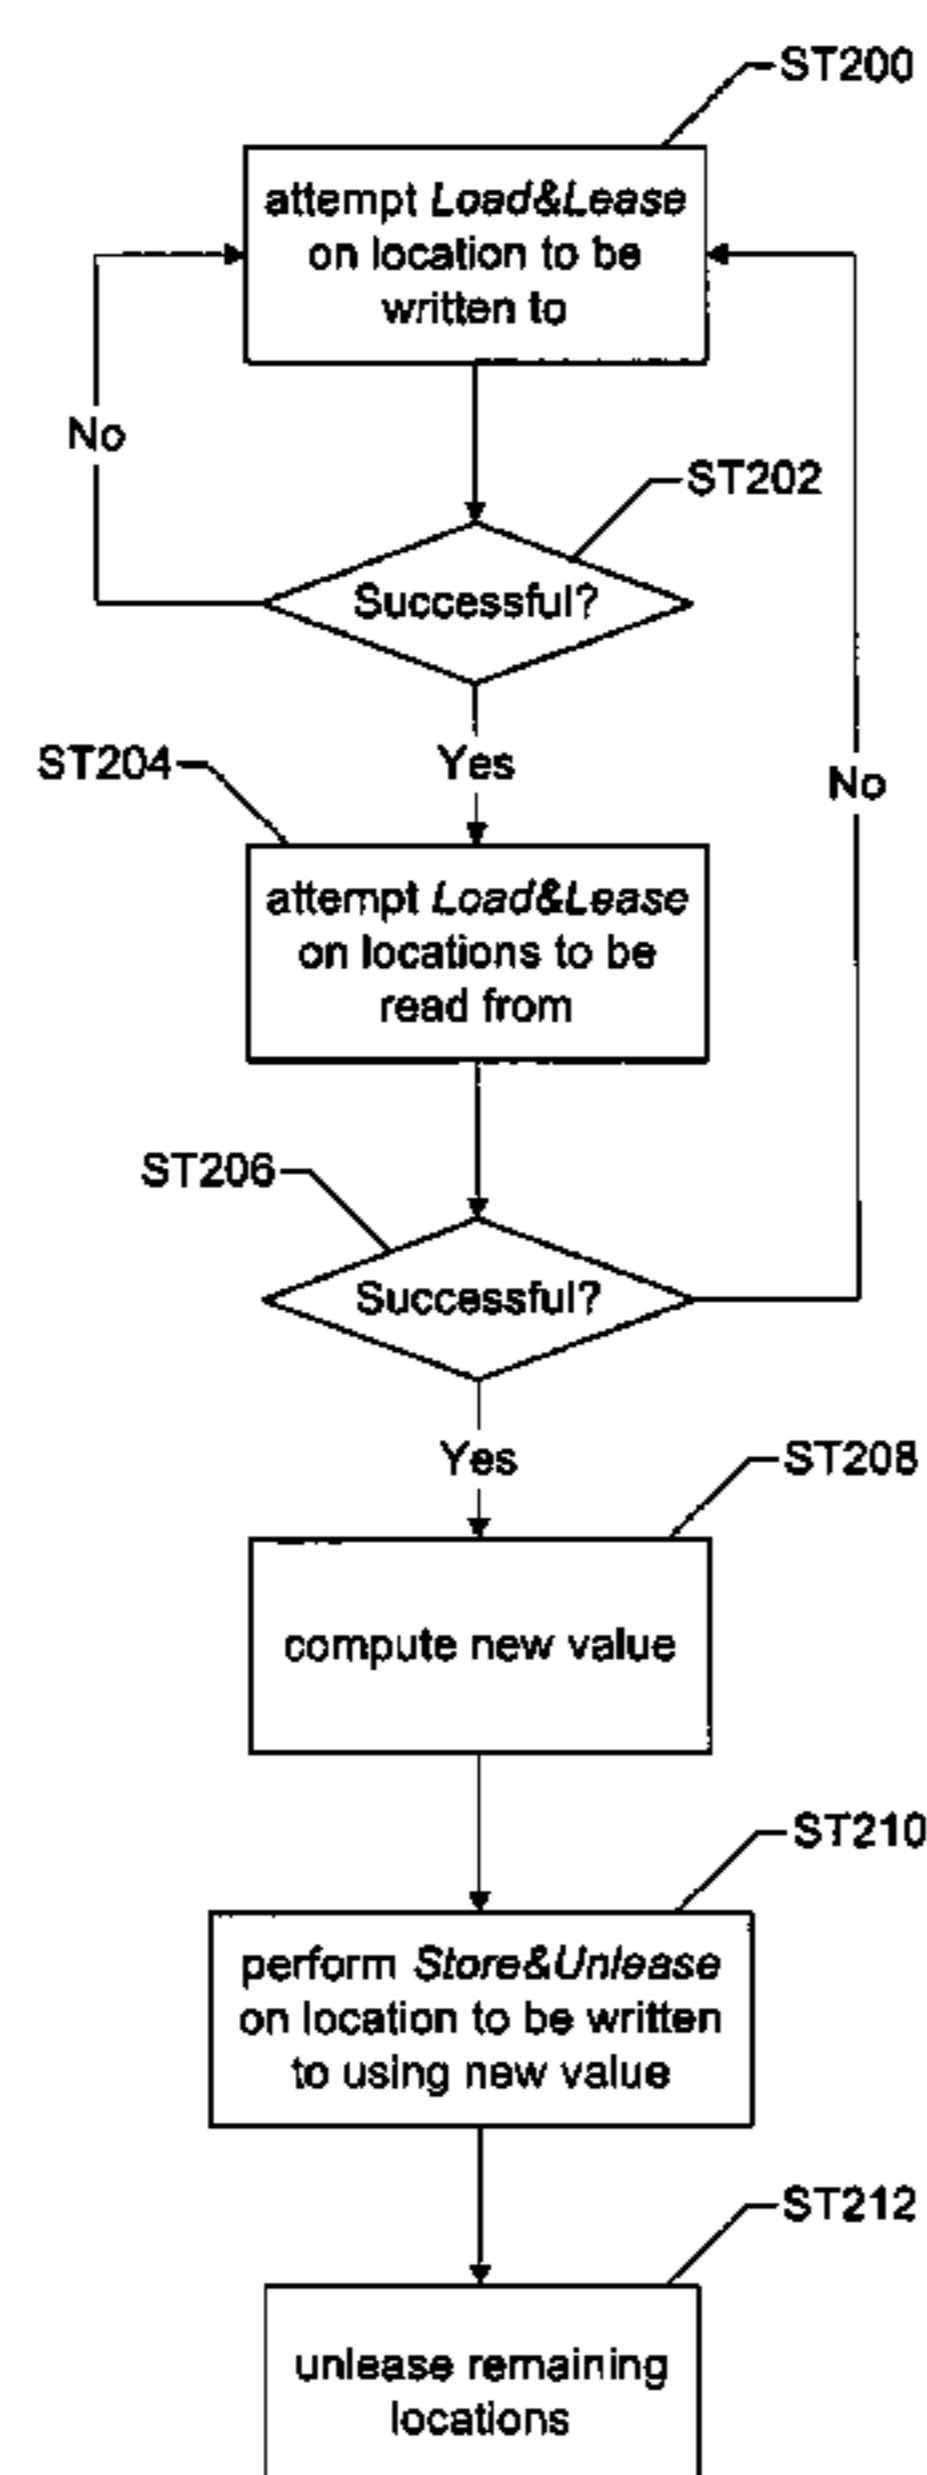 ST200
attempt Load&Lease
on location to be
written to
No
ST202
Successful?
ST204
Yes
No
attempt Load&Lease
on locations to be
read from
ST206
Successful?
Yes
ST208
compute new value
ST210
perform Store&Unlease
on location to be written
to using new value
ST212
unlease remaining
locations